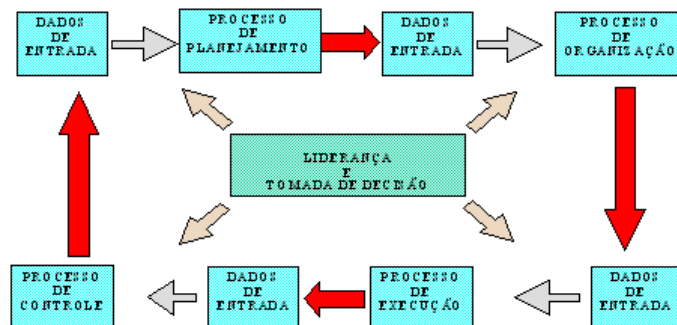 DADOS
DE
ENTRADA
PROCESSO
DE
PLANEJAMENTO
DADOS
DE
ENTRADA
PROCESSO
DE
ORGANIZAÇÃO
LIDERANÇA
E
TOMADA DE DECISÃO
PROCESSO
DE
CONTROLE
DADOS
DE
ENTRADA
PROCESSO
DE
EXECUÇÃO
DADOS
DE
ENTRADA